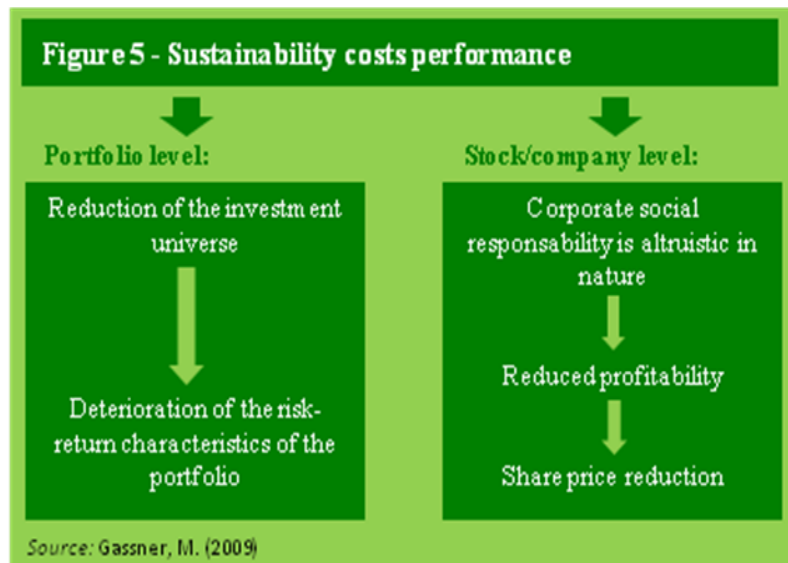 Figure 5 - Sustainability costs performance
Portfolio level:
Reduction of the investment
universe
Deterioration of the risk-
return characteristics of the
portfolio
Stock/company level:
Corporate social
responsability is altruistic in
nature
Reduced profitability
Share price reduction
Source: Gassner, M. (2009)